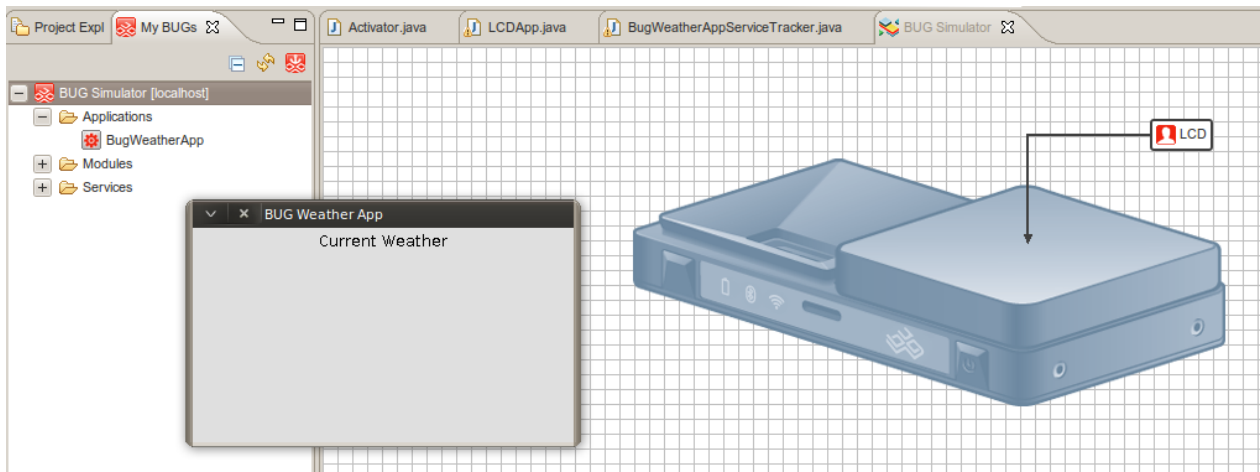 Project Expl
My BUGs
Activator.java
LCDApp.java
BugWeatherAppServiceTracker.java
BUG Simulator
BUG Simulator [localhost]
Applications
BugWeatherApp
Modules
Services
BUG Weather App
Current Weather
LCD
bug